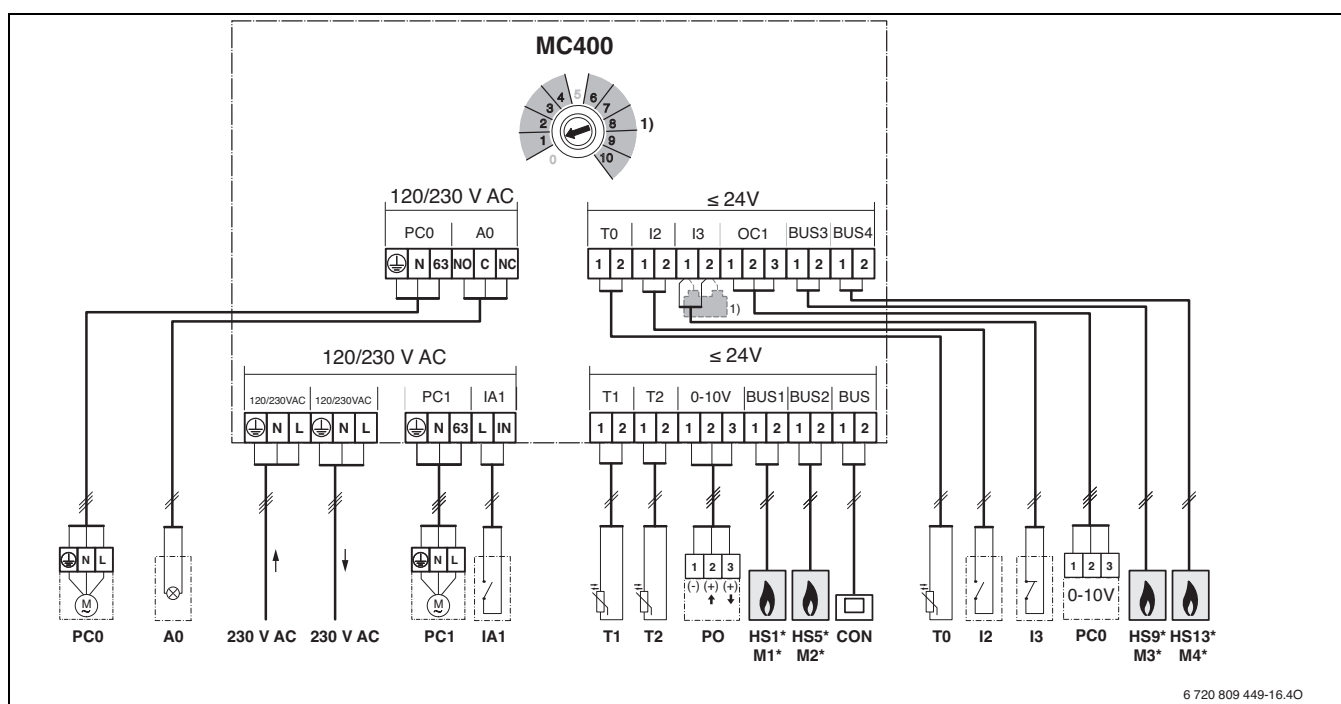 MC400
4 5 6
3 7
2 8 1)
1 9
0 10
120/230 V AC ≤ 24V
PC0 A0 T0 I2 I3 OC1 BUS3 BUS4
N 63 NO C NC 1 2 1 2 1 2 1 2 3 1 2 1 2
1)
120/230 V AC ≤ 24V
120/230VAC 120/230VAC PC1 IA1 T1 T2 0-10V BUS1 BUS2 BUS
N L N L N 63 L IN 1 2 1 2 1 2 3 1 2 1 2 1 2
N L N L 1 2 3 1 2 3
(-) (+) (+) 0-10V
M ~ M ~
PC0 A0 230 V AC 230 V AC PC1 IA1 T1 T2 PO HS1* HS5* CON T0 I2 I3 PC0 HS9* HS13*
M1* M2* M3* M4*
6 720 809 449-16.4O